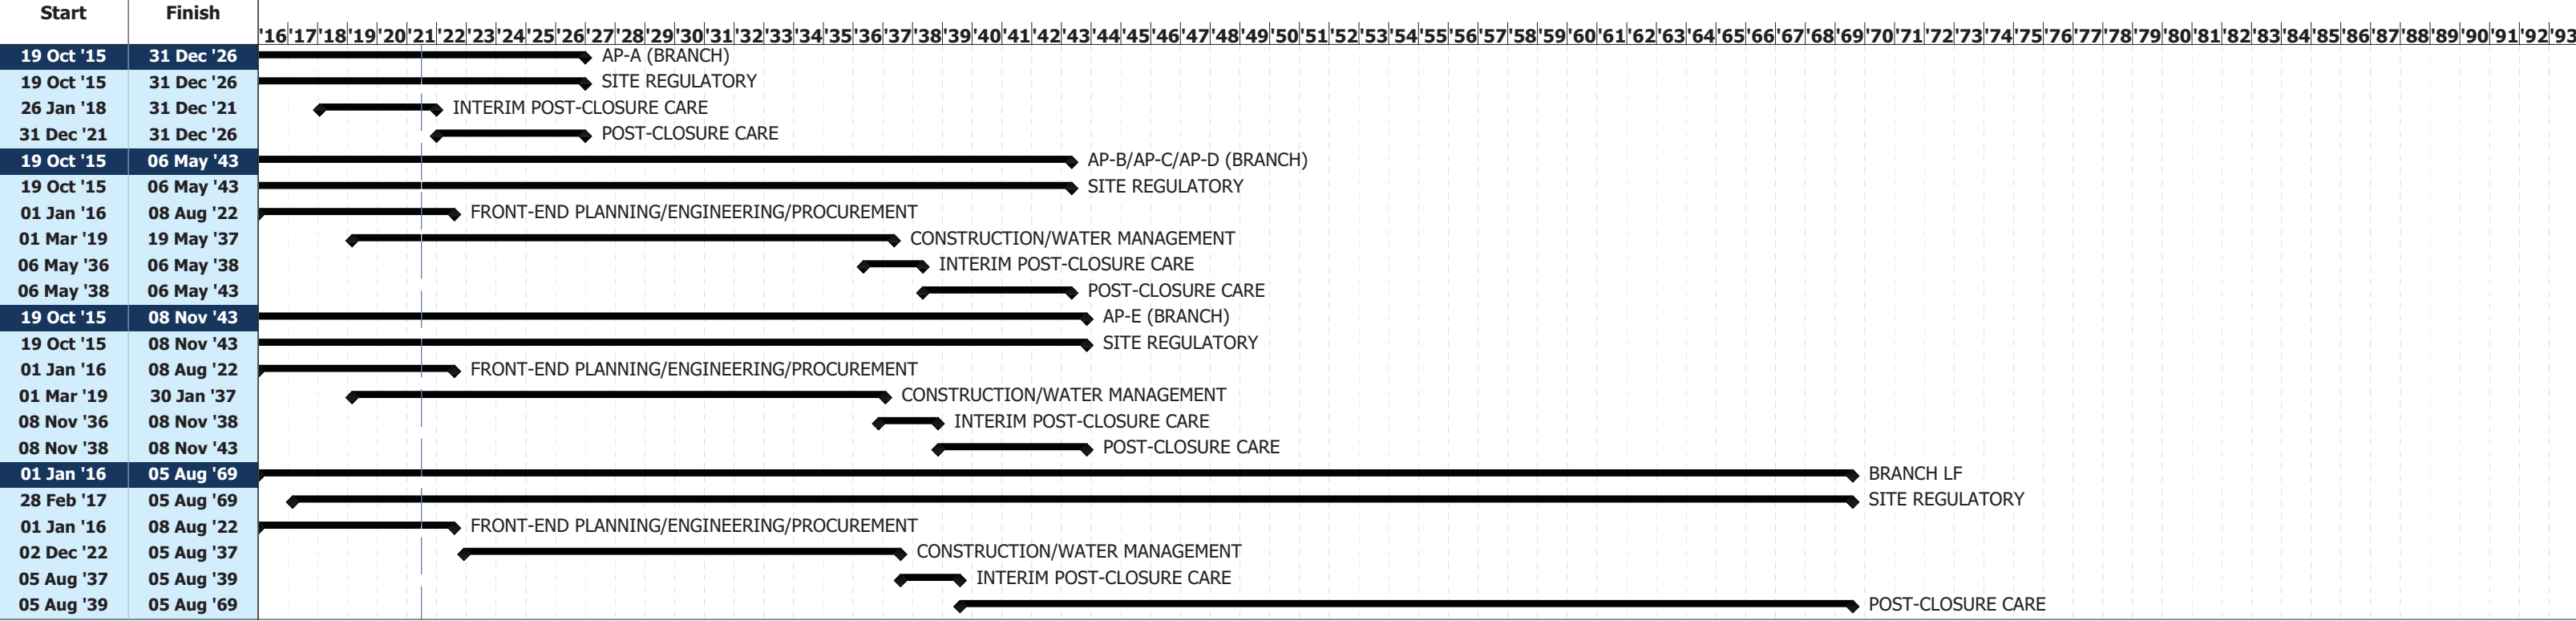 Start Finish '16 '17 '18 '19 '20 '21 '22 '23 '24 '25 '26 '27 '28 '29 '30 '31 '32 '33 '34 '35 '36 '37 '38 '39 '40 '41 '42 '43 '44 '45 '46 '47 '48 '49 '50 '51 '52 '53 '54 '55 '56 '57 '58 '59 '60 '61 '62 '63 '64 '65 '66 '67 '68 '69 '70 '71 '72 '73 '74 '75 '76 '77 '78 '79 '80 '81 '82 '83 '84 '85 '86 '87 '88 '89 '90 '91 '92 '93
19 Oct '15 31 Dec '26 AP-A (BRANCH)
19 Oct '15 31 Dec '26 SITE REGULATORY
26 Jan '18 31 Dec '21 INTERIM POST-CLOSURE CARE
31 Dec '21 31 Dec '26 POST-CLOSURE CARE
19 Oct '15 06 May '43 AP-B/AP-C/AP-D (BRANCH)
19 Oct '15 06 May '43 SITE REGULATORY
01 Jan '16 08 Aug '22 FRONT-END PLANNING/ENGINEERING/PROCUREMENT
01 Mar '19 19 May '37 CONSTRUCTION/WATER MANAGEMENT
06 May '36 06 May '38 INTERIM POST-CLOSURE CARE
06 May '38 06 May '43 POST-CLOSURE CARE
19 Oct '15 08 Nov '43 AP-E (BRANCH)
19 Oct '15 08 Nov '43 SITE REGULATORY
01 Jan '16 08 Aug '22 FRONT-END PLANNING/ENGINEERING/PROCUREMENT
01 Mar '19 30 Jan '37 CONSTRUCTION/WATER MANAGEMENT
08 Nov '36 08 Nov '38 INTERIM POST-CLOSURE CARE
08 Nov '38 08 Nov '43 POST-CLOSURE CARE
01 Jan '16 05 Aug '69 BRANCH LF
28 Feb '17 05 Aug '69 SITE REGULATORY
01 Jan '16 08 Aug '22 FRONT-END PLANNING/ENGINEERING/PROCUREMENT
02 Dec '22 05 Aug '37 CONSTRUCTION/WATER MANAGEMENT
05 Aug '37 05 Aug '39 INTERIM POST-CLOSURE CARE
05 Aug '39 05 Aug '69 POST-CLOSURE CARE